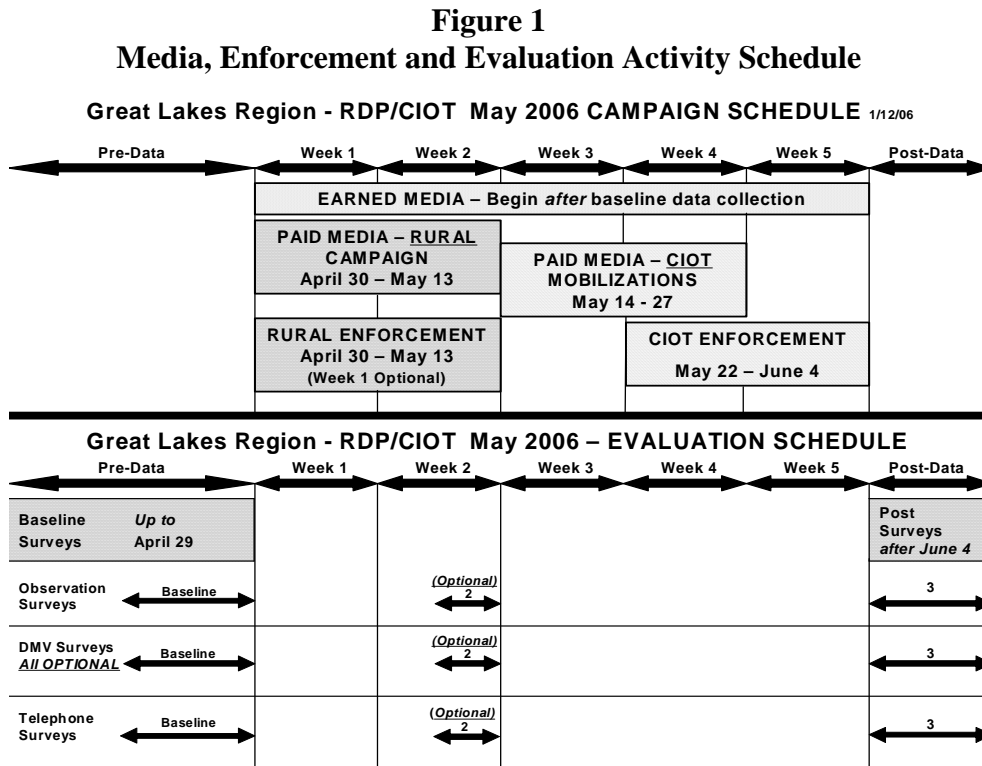 Figure 1
Media, Enforcement and Evaluation Activity Schedule
Great Lakes Region - RDP/CIOT May 2006 CAMPAIGN SCHEDULE 1/12/06
Pre-Data Week 1 Week 2 Week 3 Week 4 Week 5 Post-Data
EARNED MEDIA – Begin after baseline data collection
PAID MEDIA – RURAL
CAMPAIGN
April 30 – May 13
PAID MEDIA – CIOT
MOBILIZATIONS
May 14 - 27
RURAL ENFORCEMENT
April 30 – May 13
(Week 1 Optional)
CIOT ENFORCEMENT
May 22 – June 4
Great Lakes Region - RDP/CIOT May 2006 – EVALUATION SCHEDULE
Pre-Data Week 1 Week 2 Week 3 Week 4 Week 5 Post-Data
Baseline Up to
Surveys April 29
Post
Surveys
after June 4
Observation
Surveys
Baseline
(Optional)
2
3
DMV Surveys
All OPTIONAL
Baseline
(Optional)
2
3
Telephone
Surveys
Baseline
(Optional)
2
3